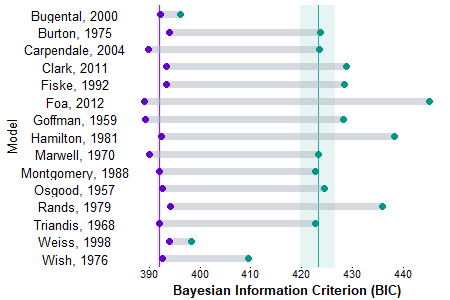 Bugental, 2000
Burton, 1975
Carpendale, 2004
Clark, 2011
Fiske, 1992
Foa, 2012
Goffman, 1959
Hamilton, 1981
Marwell, 1970
Montgomery, 1988
Osgood, 1957
Rands, 1979
Triandis, 1968
Weiss, 1998
Wish, 1976
Model
390 400 410 420 430 440
Bayesian Information Criterion (BIC)